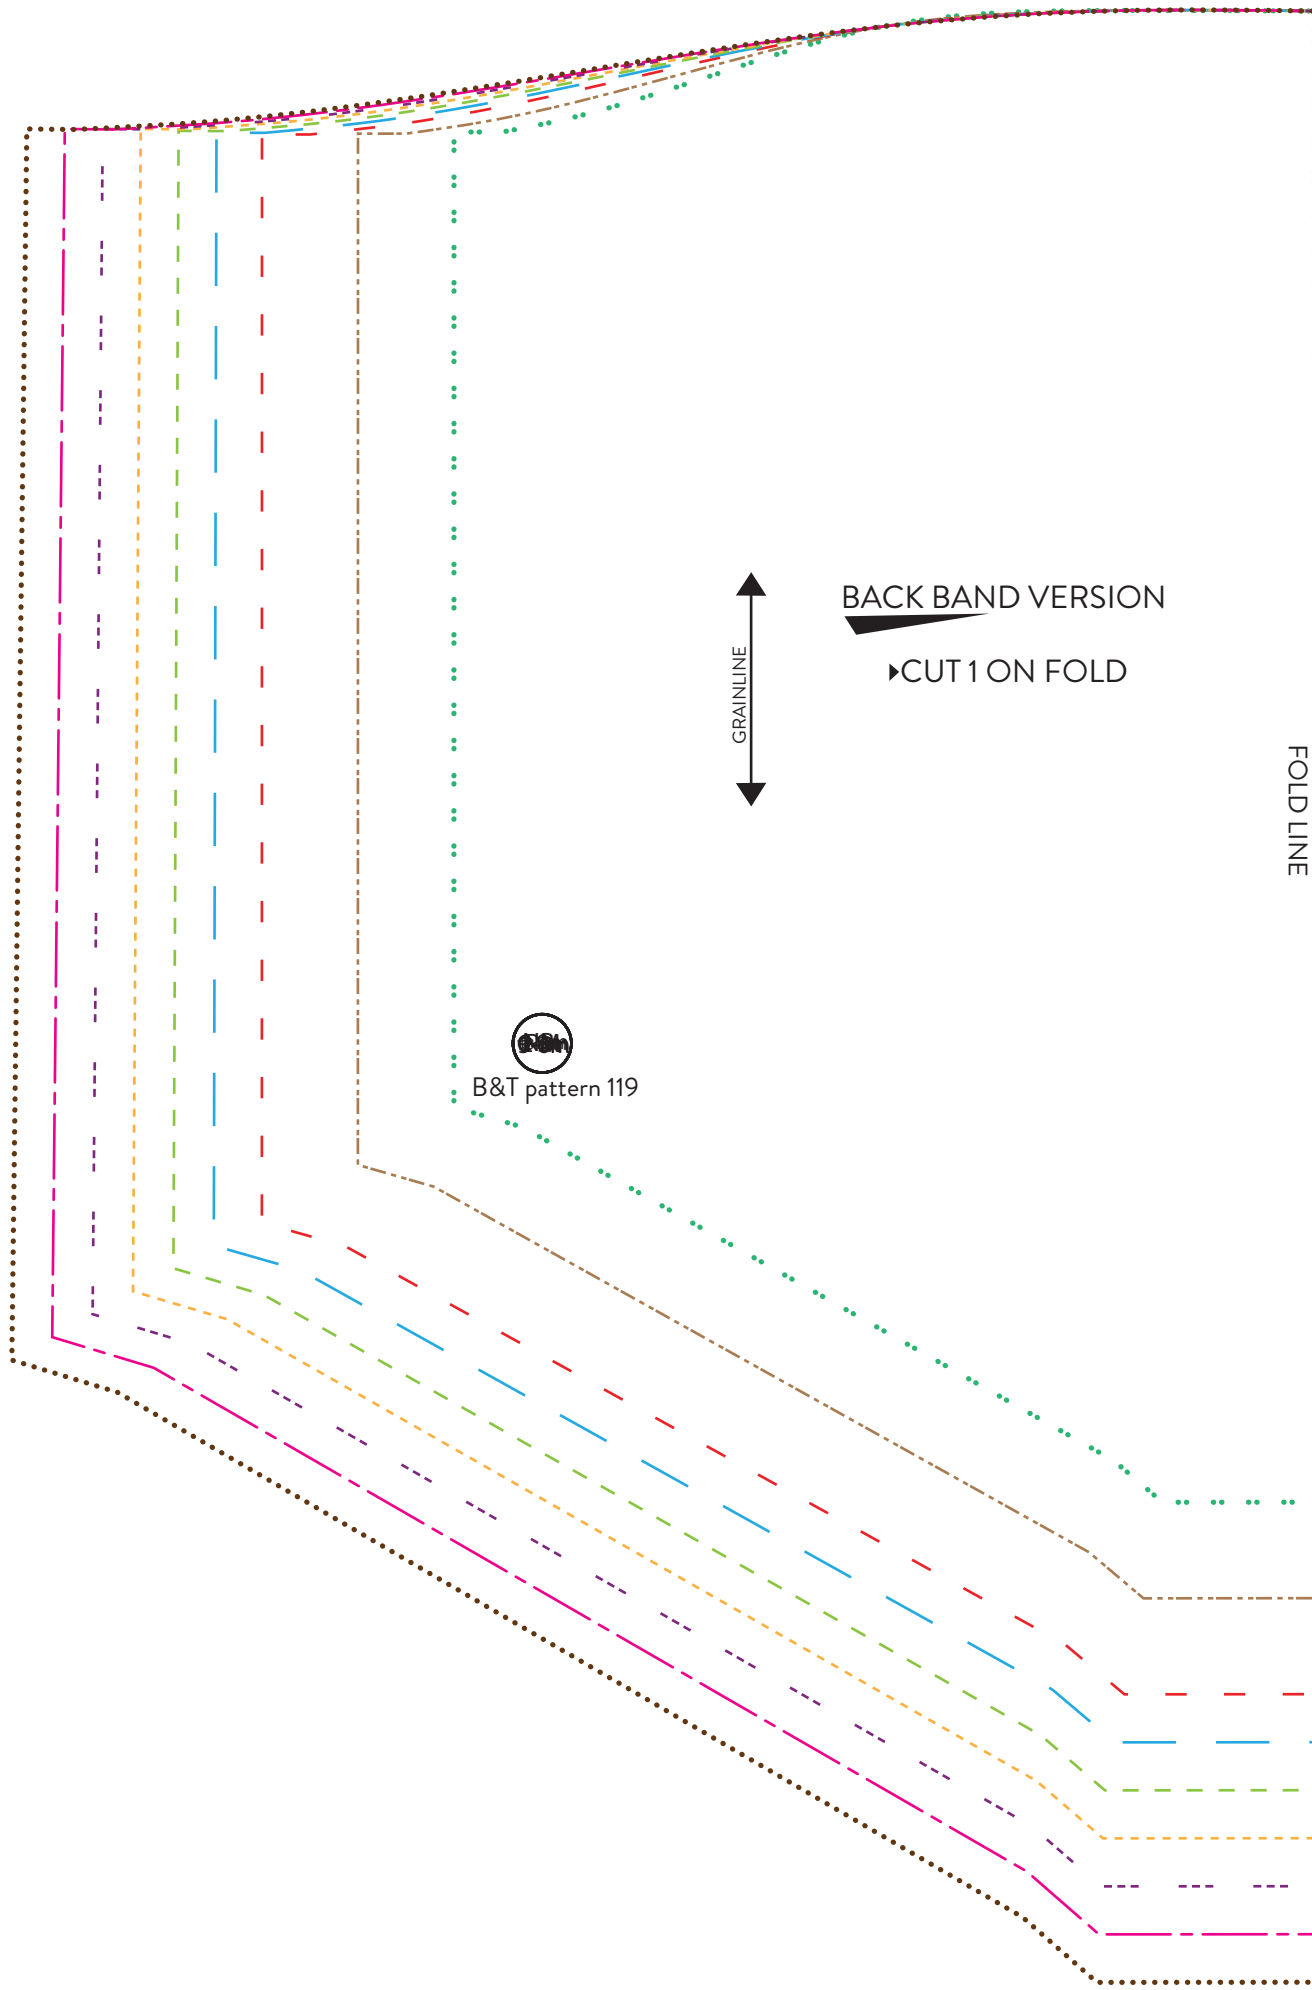 BACK BAND VERSION
CUT 1 ON FOLD
GRAINLINE
FOLD LINE
B&T pattern 119